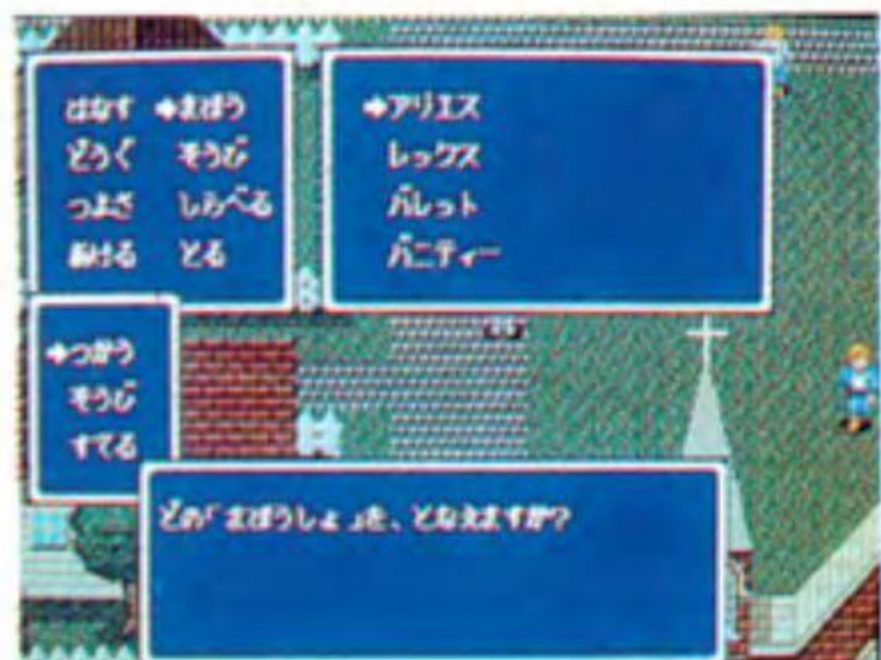 はなす ➔まほう
どうぐ そうび
つよさ しらべる
あける とる
➔アリエス
レックス
バレット
バニティー
➔つかう
そうび
すてる
どの「まほうしょ」を、となえますか?